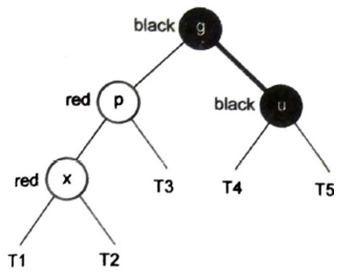 black g
red p
black u
red x
T3 T4 T5
T1 T2